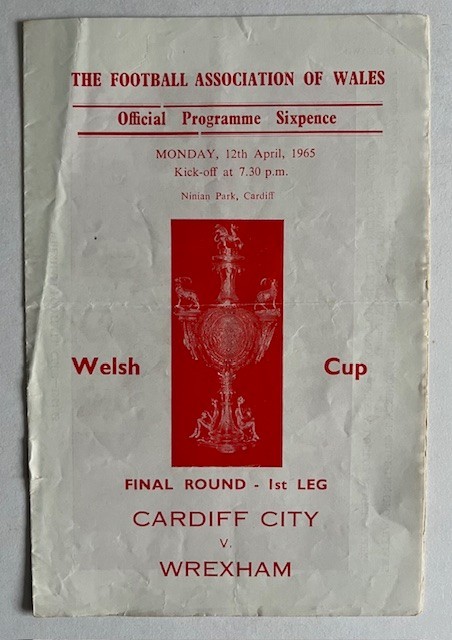 THE FOOTBALL ASSOCIATION OF WALES
Official Programme Sixpence
MONDAY, 12th April, 1965
Kick-off at 7.30 p.m.
Ninian Park, Cardiff
Welsh Cup
FINAL ROUND - 1st LEG
CARDIFF CITY
V.
WREXHAM